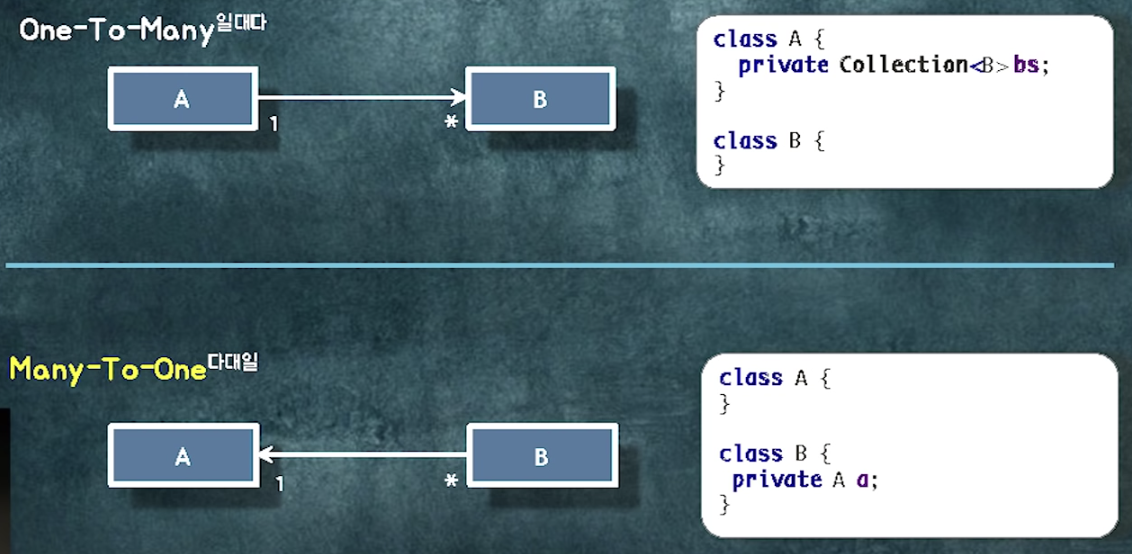 One-To-Many일대다
A
B
1
*
class A {
private Collection<B> bs;
}
class B {
}
Many-To-One다대일
A
B
1
*
class A {
}
class B {
private A a;
}